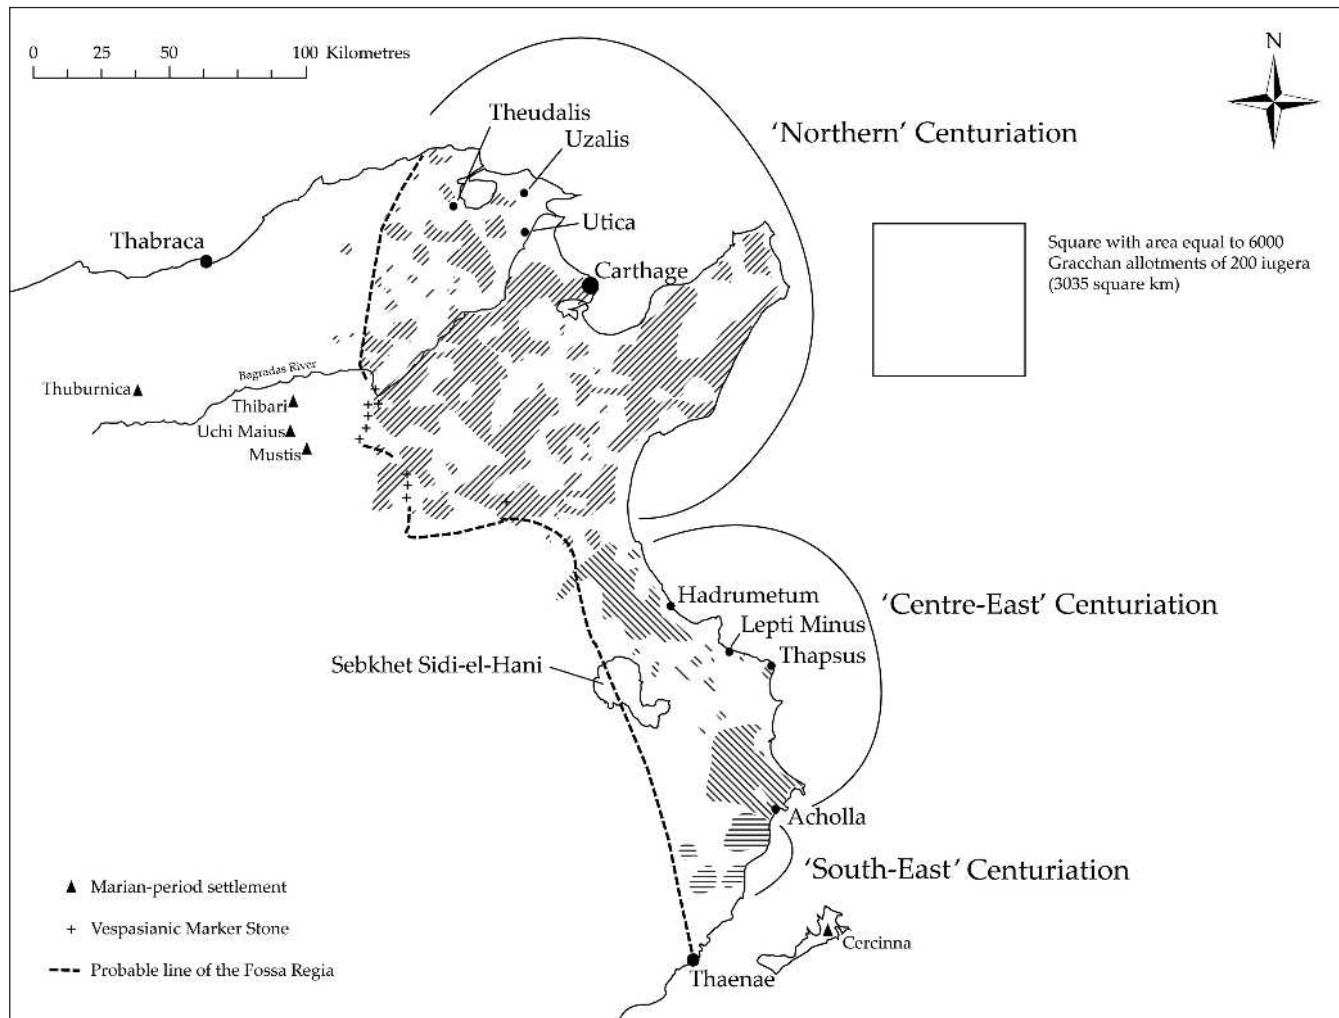 0 25 50 100 Kilometres
N
Theudalis
Uzalis
'Northern' Centuriation
Utica
Thabraca
Carthage
Square with area equal to 6000
Gracchan allotments of 200 iugera
(3035 square km)
Bagradas River
Thuburnica
Thibari
Uchi Maius
Mustis
Hadrumetum
'Centre-East' Centuriation
Lepti Minus
Thapsus
Sebkhet Sidi-el-Hani
Acholla
'South-East' Centuriation
Marian-period settlement
Vespasianic Marker Stone
Cercinna
Probable line of the Fossa Regia
Thaenae